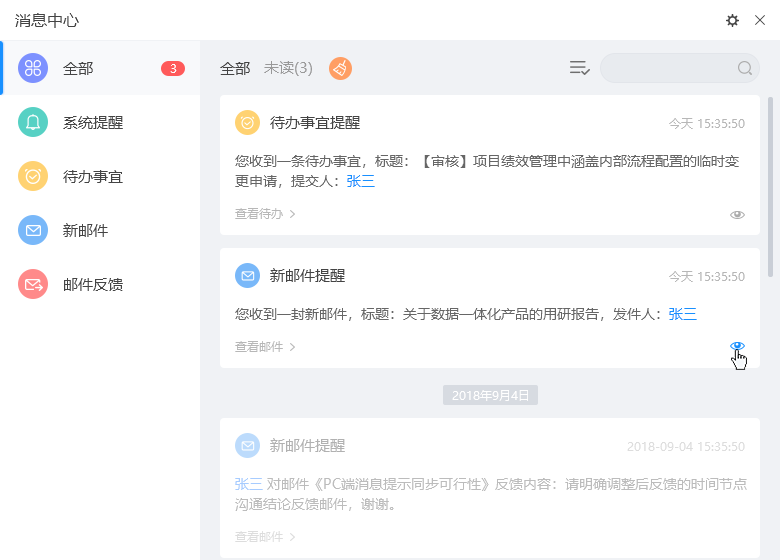 消息中心
全部
3
系统提醒
待办事宜
新邮件
邮件反馈
全部 未读(3)
待办事宜提醒
今天 15:35:50
您收到一条待办事宜，标题：【审核】项目绩效管理中涵盖内部流程配置的临时变
更申请，提交人：张三
查看待办
新邮件提醒
今天 15:35:50
您收到一封新邮件，标题：关于数据一体化产品的用研报告，发件人：张三
查看邮件
2018年9月4日
新邮件提醒
2018-09-04 15:35:50
张三 对邮件《PC端消息提示同步可行性》反馈内容：请明确调整后反馈的时间节点
沟通结论反馈邮件，谢谢。
查看邮件